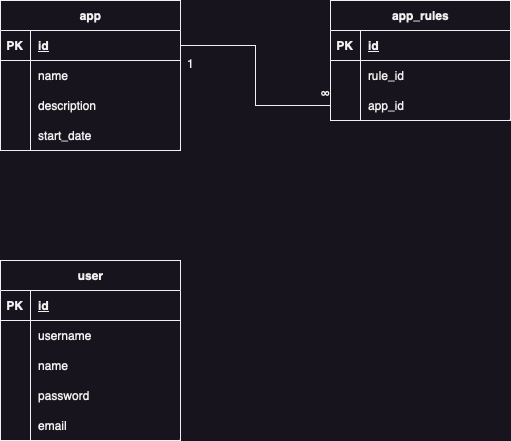 app
PK id
name
description
start_date
1
∞
app_rules
PK id
rule_id
app_id
user
PK id
username
name
password
email